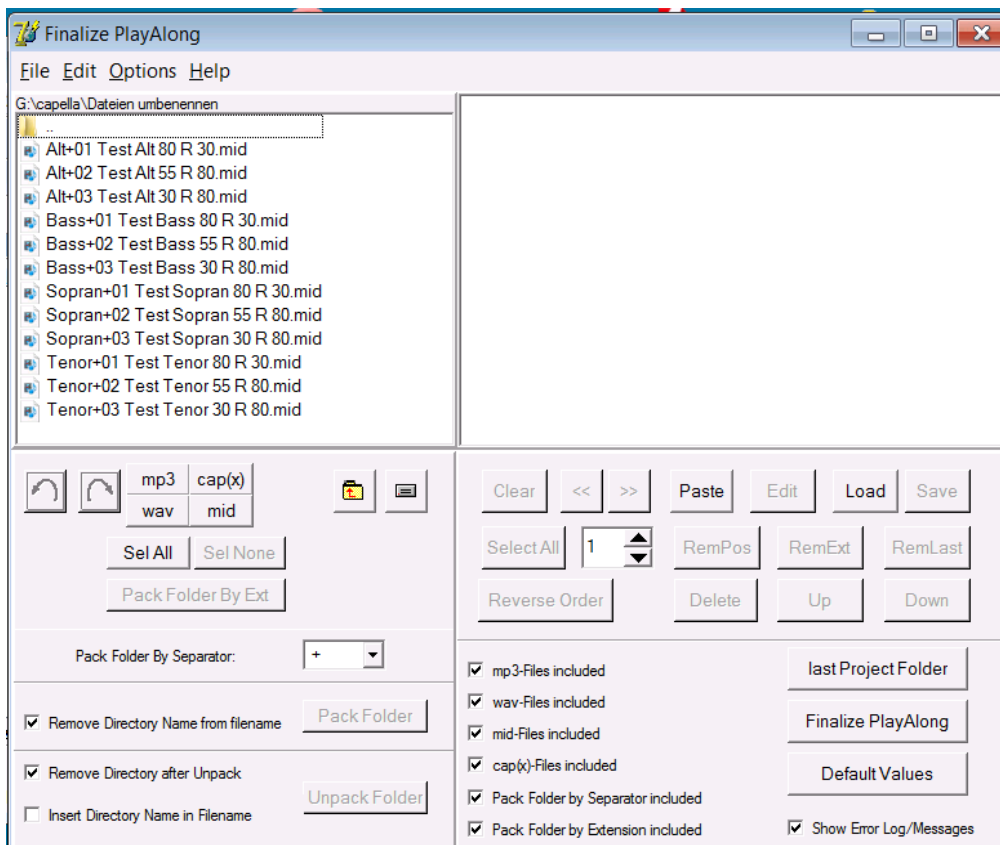 Finalize PlayAlong
File Edit Options Help
G:\capella\Dateien umbenennen
..
Alt+01 Test Alt 80 R 30.mid
Alt+02 Test Alt 55 R 80.mid
Alt+03 Test Alt 30 R 80.mid
Bass+01 Test Bass 80 R 30.mid
Bass+02 Test Bass 55 R 80.mid
Bass+03 Test Bass 30 R 80.mid
Sopran+01 Test Sopran 80 R 30.mid
Sopran+02 Test Sopran 55 R 80.mid
Sopran+03 Test Sopran 30 R 80.mid
Tenor+01 Test Tenor 80 R 30.mid
Tenor+02 Test Tenor 55 R 80.mid
Tenor+03 Test Tenor 30 R 80.mid
mp3 cap(x)
wav mid
Sel All Sel None
Pack Folder By Ext
Pack Folder By Separator: +
Remove Directory Name from filename Pack Folder
Remove Directory after Unpack
Unpack Folder
Insert Directory Name in Filename
Clear << >> Paste Edit Load Save
Select All 1 RemPos RemExt RemLast
Reverse Order Delete Up Down
mp3-Files included
last Project Folder
wav-Files included
Finalize PlayAlong
mid-Files included
cap(x)-Files included
Default Values
Pack Folder by Separator included
Pack Folder by Extension included
Show Error Log/Messages